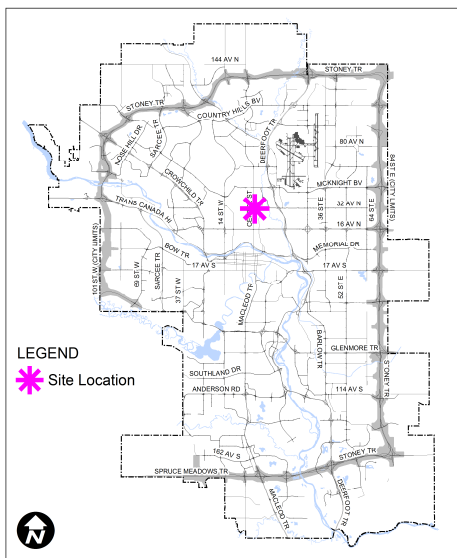 144 AV N
STONEY TR
STONEY TR
COUNTRY HILLS BV
NOSE HILL DR
SARCEE TR
DEERFOOT TR
80 AV N
CROWCHILD TR
MCKNIGHT BV
84 ST E (CITY LIMITS)
TRANS CANADA HI
14 ST W
36 ST E
32 AV N
64 ST E
16 AV N
101 ST W (CITY LIMITS)
BOW TR
MEMORIAL DR
17 AV S
17 AV S
69 ST W
SARCEE TR
37 ST W
MACLEOD TR
52 ST E
BARLOW TR
GLENMORE TR
LEGEND
Site Location
SOUTHLAND DR
ANDERSON RD
114 AV S
STONEY TR
162 AV S
STONEY TR
SPRUCE MEADOWS TR
MACLEOD TR
DEERFOOT TR
N